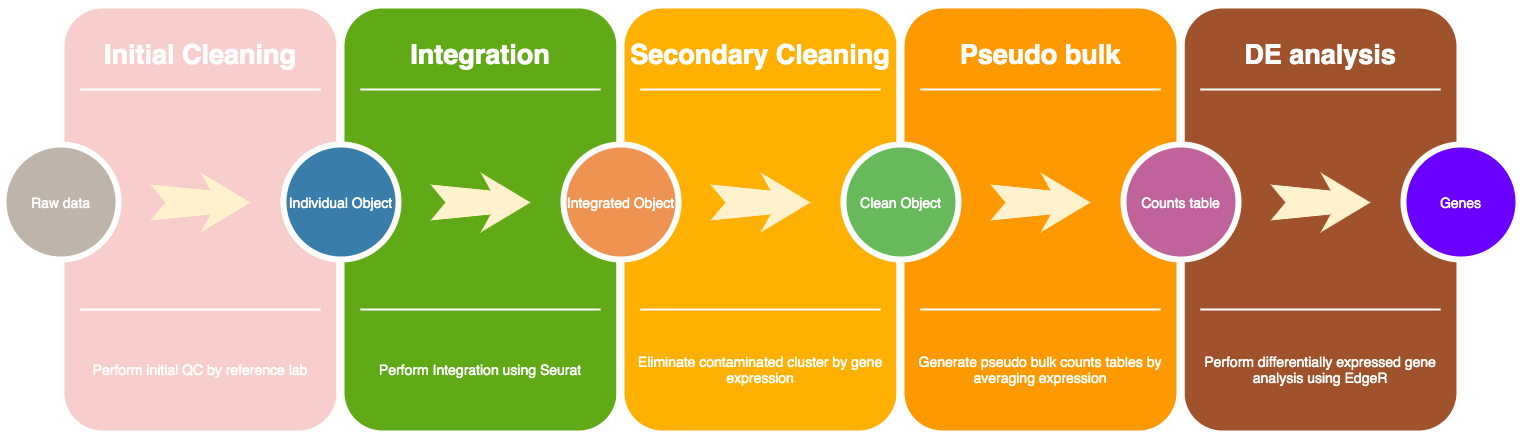 Initial Cleaning
Integration
Secondary Cleaning
Pseudo bulk
DE analysis
Raw data
Individual Object
Integrated Object
Clean Object
Counts table
Genes
Perform initial QC by reference lab
Perform Integration using Seurat
Eliminate contaminated cluster by gene
expression
Generate pseudo bulk counts tables by
averaging expression
Perform differentially expressed gene
analysis using EdgeR